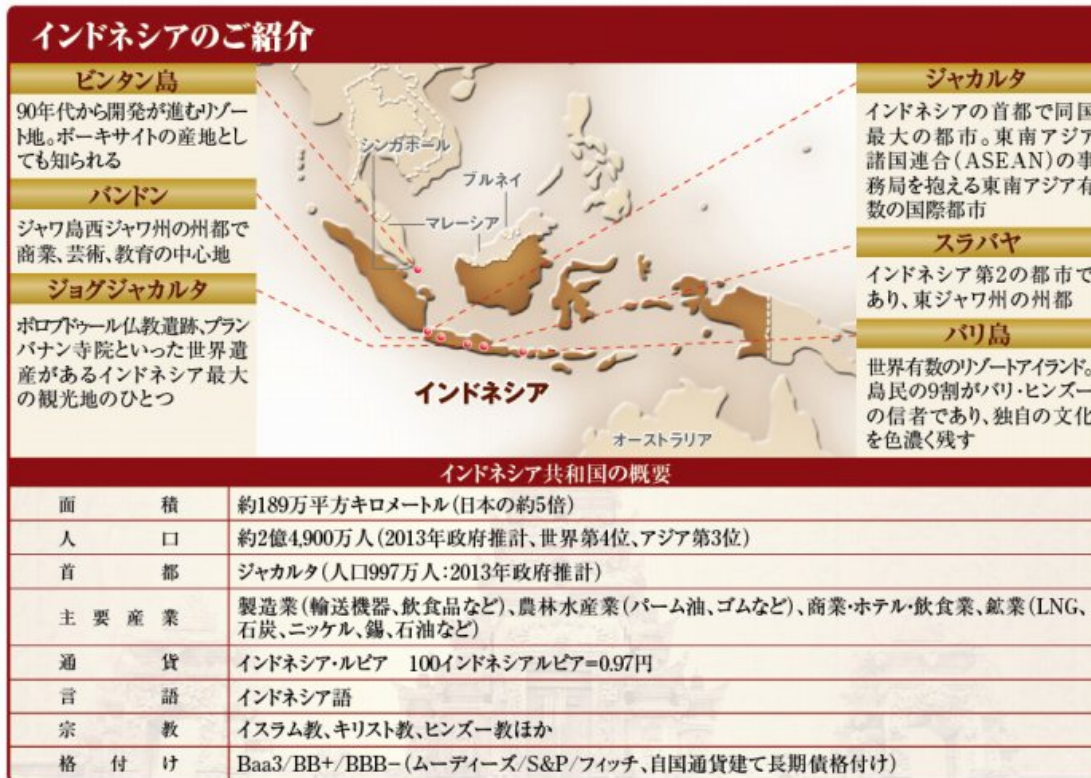 インドネシアのご紹介
ビンタン島
90年代から開発が進むリゾー
ト地。ボーキサイトの産地とし
ても知られる
バンドン
ジャワ島西ジャワ州の州都で
商業、芸術、教育の中心地
ジョグジャカルタ
ボロブドゥール仏教遺跡、プラン
バナン寺院といった世界遺
産があるインドネシア最大
の観光地のひとつ
シンガポール
ブルネイ
マレーシア
インドネシア
オーストラリア
ジャカルタ
インドネシアの首都で同国
最大の都市。東南アジア
諸国連合(ASEAN)の事
務局を抱える東南アジア有
数の国際都市
スラバヤ
インドネシア第2の都市で
あり、東ジャワ州の州都
バリ島
世界有数のリゾートアイランド。
島民の9割がバリ・ヒンズー
の信者であり、独自の文化
を色濃く残す
インドネシア共和国の概要
面積 約189万平方キロメートル(日本の約5倍)
人口 約2億4,900万人(2013年政府推計、世界第4位、アジア第3位)
首都 ジャカルタ(人口997万人:2013年政府推計)
主要産業 製造業(輸送機器、飲食品など)、農林水産業(パーム油、ゴムなど)、商業・ホテル・飲食業、鉱業(LNG、
石炭、ニッケル、錫、石油など)
通貨 インドネシア・ルピア 100インドネシアルピア=0.97円
言語 インドネシア語
宗教 イスラム教、キリスト教、ヒンズー教ほか
格付け Baa3/BB+/BBB-(ムーディーズ/S&P/フィッチ、自国通貨建て長期債格付け)